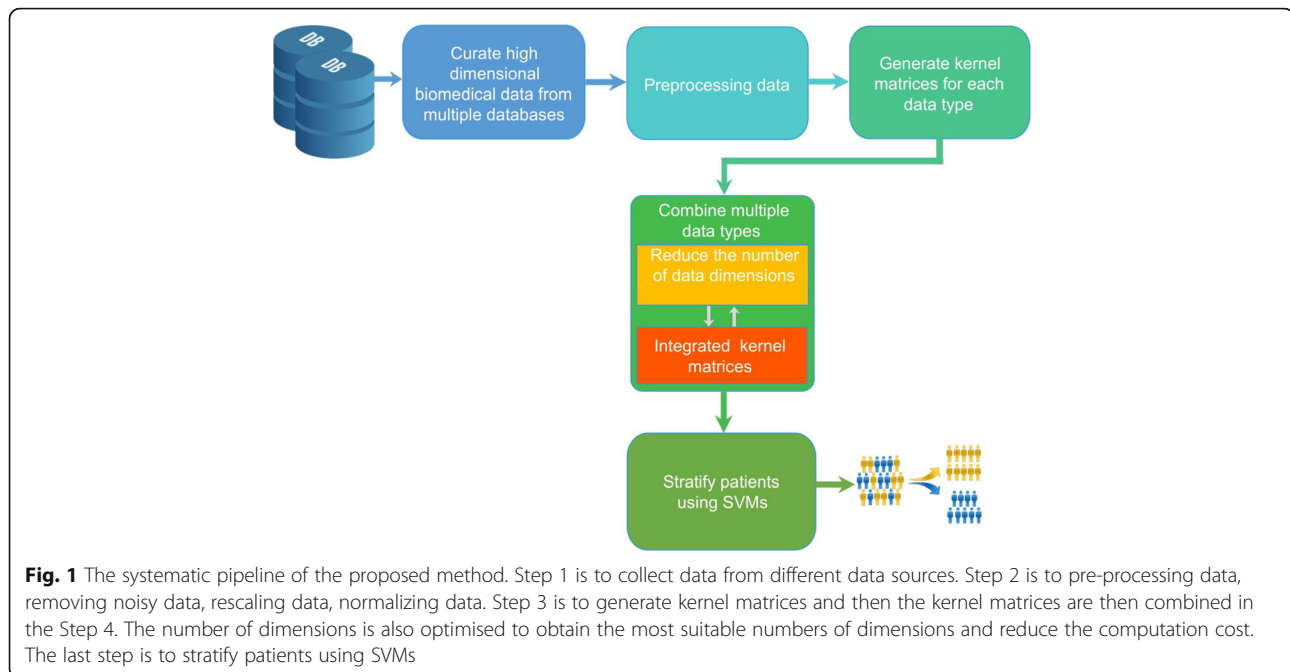 DB
DB
Curate high
dimensional
biomedical data from
multiple databases
Preprocessing data
Generate kernel
matrices for each
data type
Combine multiple
data types
Reduce the number
of data dimensions
Integrated kernel
matrices
Stratify patients
using SVMs
Fig. 1 The systematic pipeline of the proposed method. Step 1 is to collect data from different data sources. Step 2 is to pre-processing data,
removing noisy data, rescaling data, normalizing data. Step 3 is to generate kernel matrices and then the kernel matrices are then combined in
the Step 4. The number of dimensions is also optimised to obtain the most suitable numbers of dimensions and reduce the computation cost.
The last step is to stratify patients using SVMs